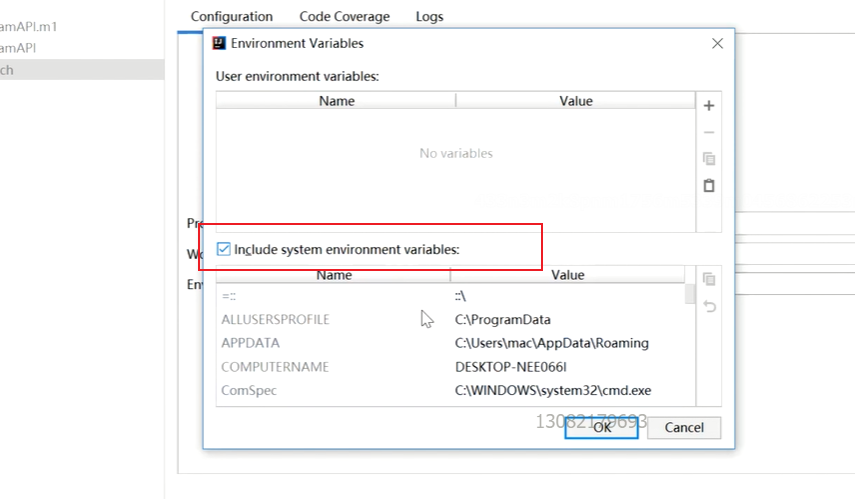 Configuration Code Coverage Logs
amAPI.m1
amAPI
ch
Environment Variables
User environment variables:
Name Value
No variables
Pr
Include system environment variables:
Wo
En
Name Value
=:: ::\
ALLUSERSPROFILE C:\ProgramData
APPDATA C:\Users\mac\AppData\Roaming
COMPUTERNAME DESKTOP-NEE066I
ComSpec C:\WINDOWS\system32\cmd.exe
13082179693
OK Cancel